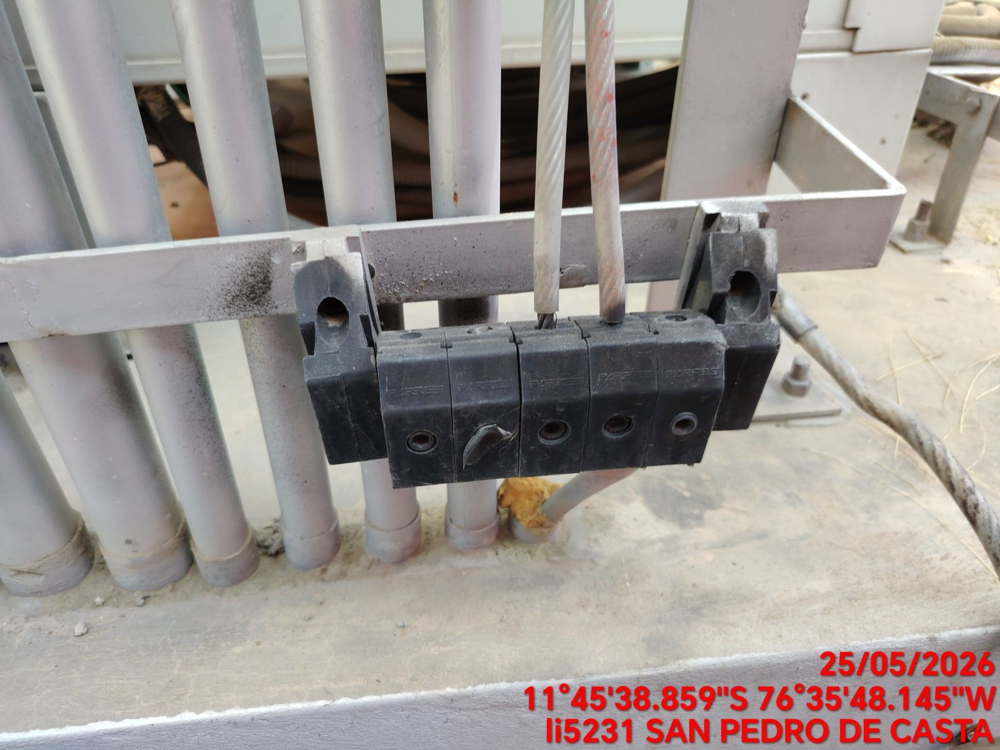 25/05/2026
11°45'38.859"S 76°35'48.145"W
li5231 SAN PEDRO DE CASTA